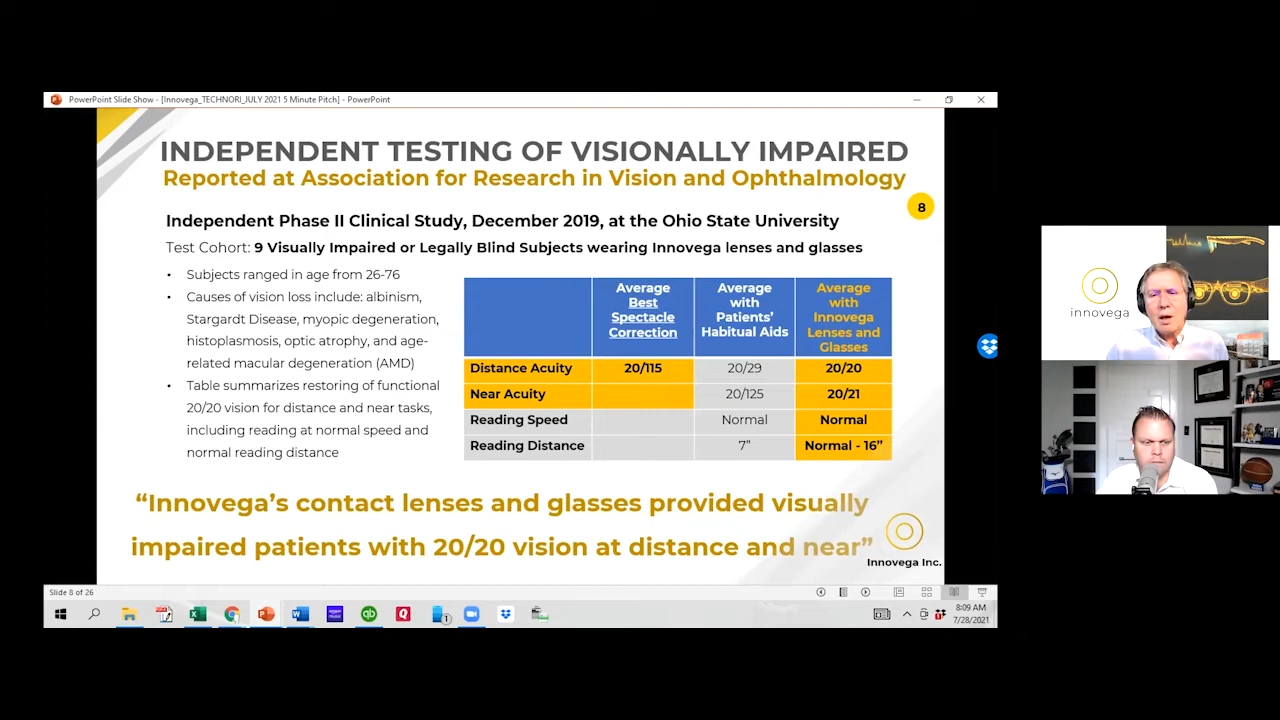 PowerPoint Slide Show - [Innovega_TECHNORI_JULY 2021 5 Minute Pitch] - PowerPoint
INDEPENDENT TESTING OF VISIONALLY IMPAIRED
Reported at Association for Research in Vision and Ophthalmology
8
Independent Phase II Clinical Study, December 2019, at the Ohio State University
Test Cohort: 9 Visually Impaired or Legally Blind Subjects wearing Innovega lenses and glasses
• Subjects ranged in age from 26-76
• Causes of vision loss include: albinism,
Stargardt Disease, myopic degeneration,
histoplasmosis, optic atrophy, and age-
related macular degeneration (AMD)
• Table summarizes restoring of functional
20/20 vision for distance and near tasks,
including reading at normal speed and
normal reading distance
Average
Best
Spectacle
Correction
Average
with
Patients’
Habitual Aids
Average
with
Innovega
Lenses and
Glasses
Distance Acuity 20/115 20/29 20/20
Near Acuity 20/125 20/21
Reading Speed Normal Normal
Reading Distance 7” Normal - 16”
“Innovega’s contact lenses and glasses provided visually
impaired patients with 20/20 vision at distance and near”
Innovega Inc.
innovega
Slide 8 of 26
8:09 AM
7/28/2021